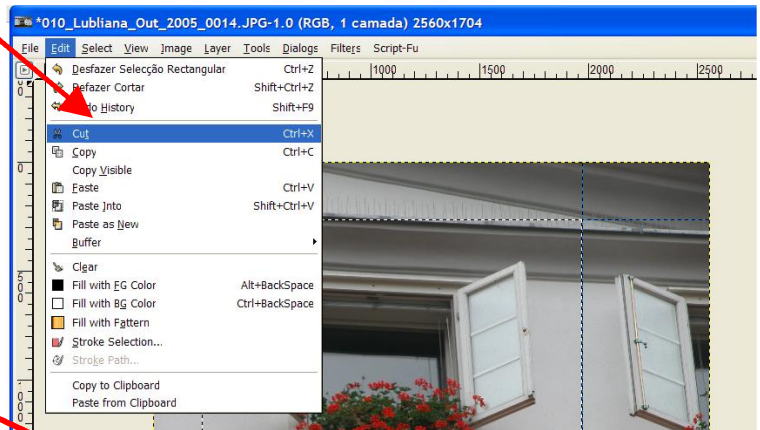 *010_Lubliana_Out_2005_0014.JPG-1.0 (RGB, 1 camada) 2560x1704
File Edit Select View Image Layer Tools Dialogs Filters Script-Fu
Desfazer Selecção Rectangular Ctrl+Z
Refazer Cortar Shift+Ctrl+Z
History Shift+F9
Cut Ctrl+X
Copy Ctrl+C
Copy Visible
Paste Ctrl+V
Paste Into Shift+Ctrl+V
Paste as New
Buffer
Clear
Fill with FG Color Alt+BackSpace
Fill with BG Color Ctrl+BackSpace
Fill with Pattern
Stroke Selection...
Stroke Path...
Copy to Clipboard
Paste from Clipboard
1000 1500 2000 2500
0
0
500
1000